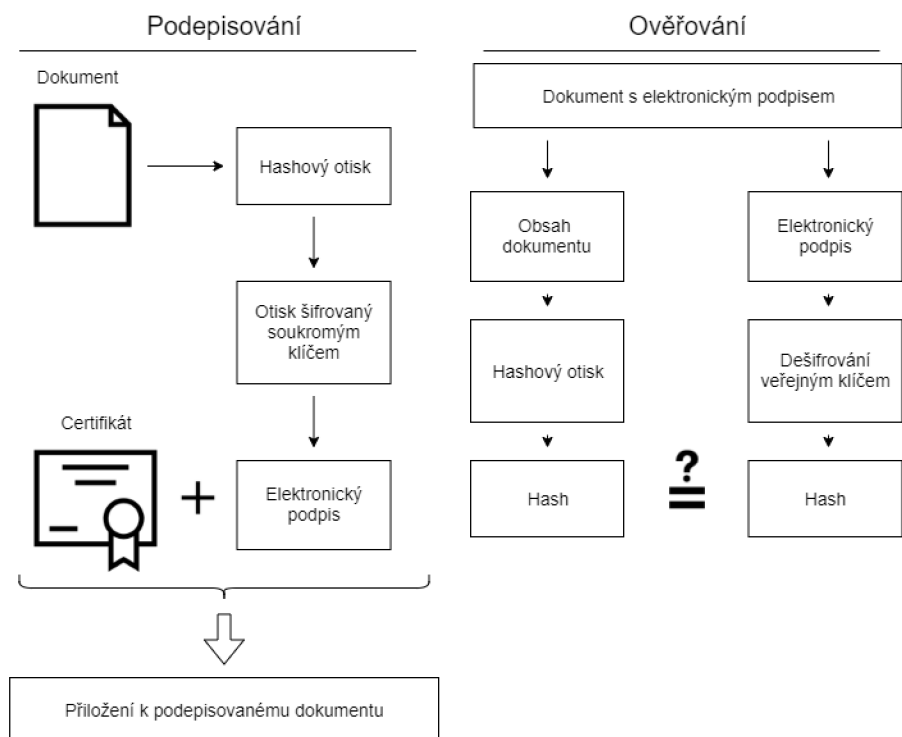 Podepisování
Dokument
Hashový otisk
Otisk šifrovaný
soukromým
klíčem
Certifikát
+
Elektronický
podpis
Přiložení k podepisovanému dokumentu
Ověřování
Dokument s elektronickým podpisem
Obsah
dokumentu
Elektronický
podpis
Hashový otisk
Dešifrování
veřejným klíčem
Hash
?
=
Hash